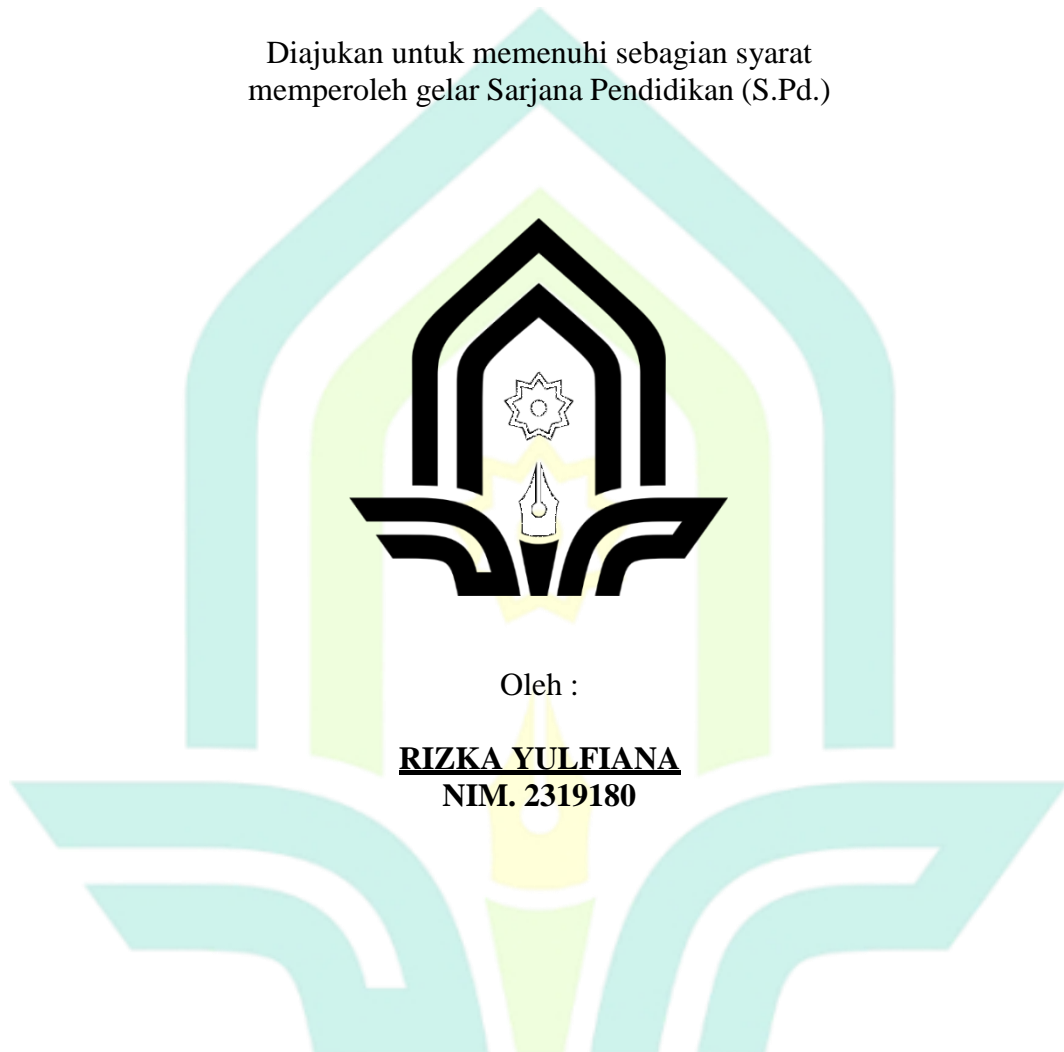 Diajukan untuk memenuhi sebagian syarat
memperoleh gelar Sarjana Pendidikan (S.Pd.)
Oleh :
RIZKA YULFIANA
NIM. 2319180